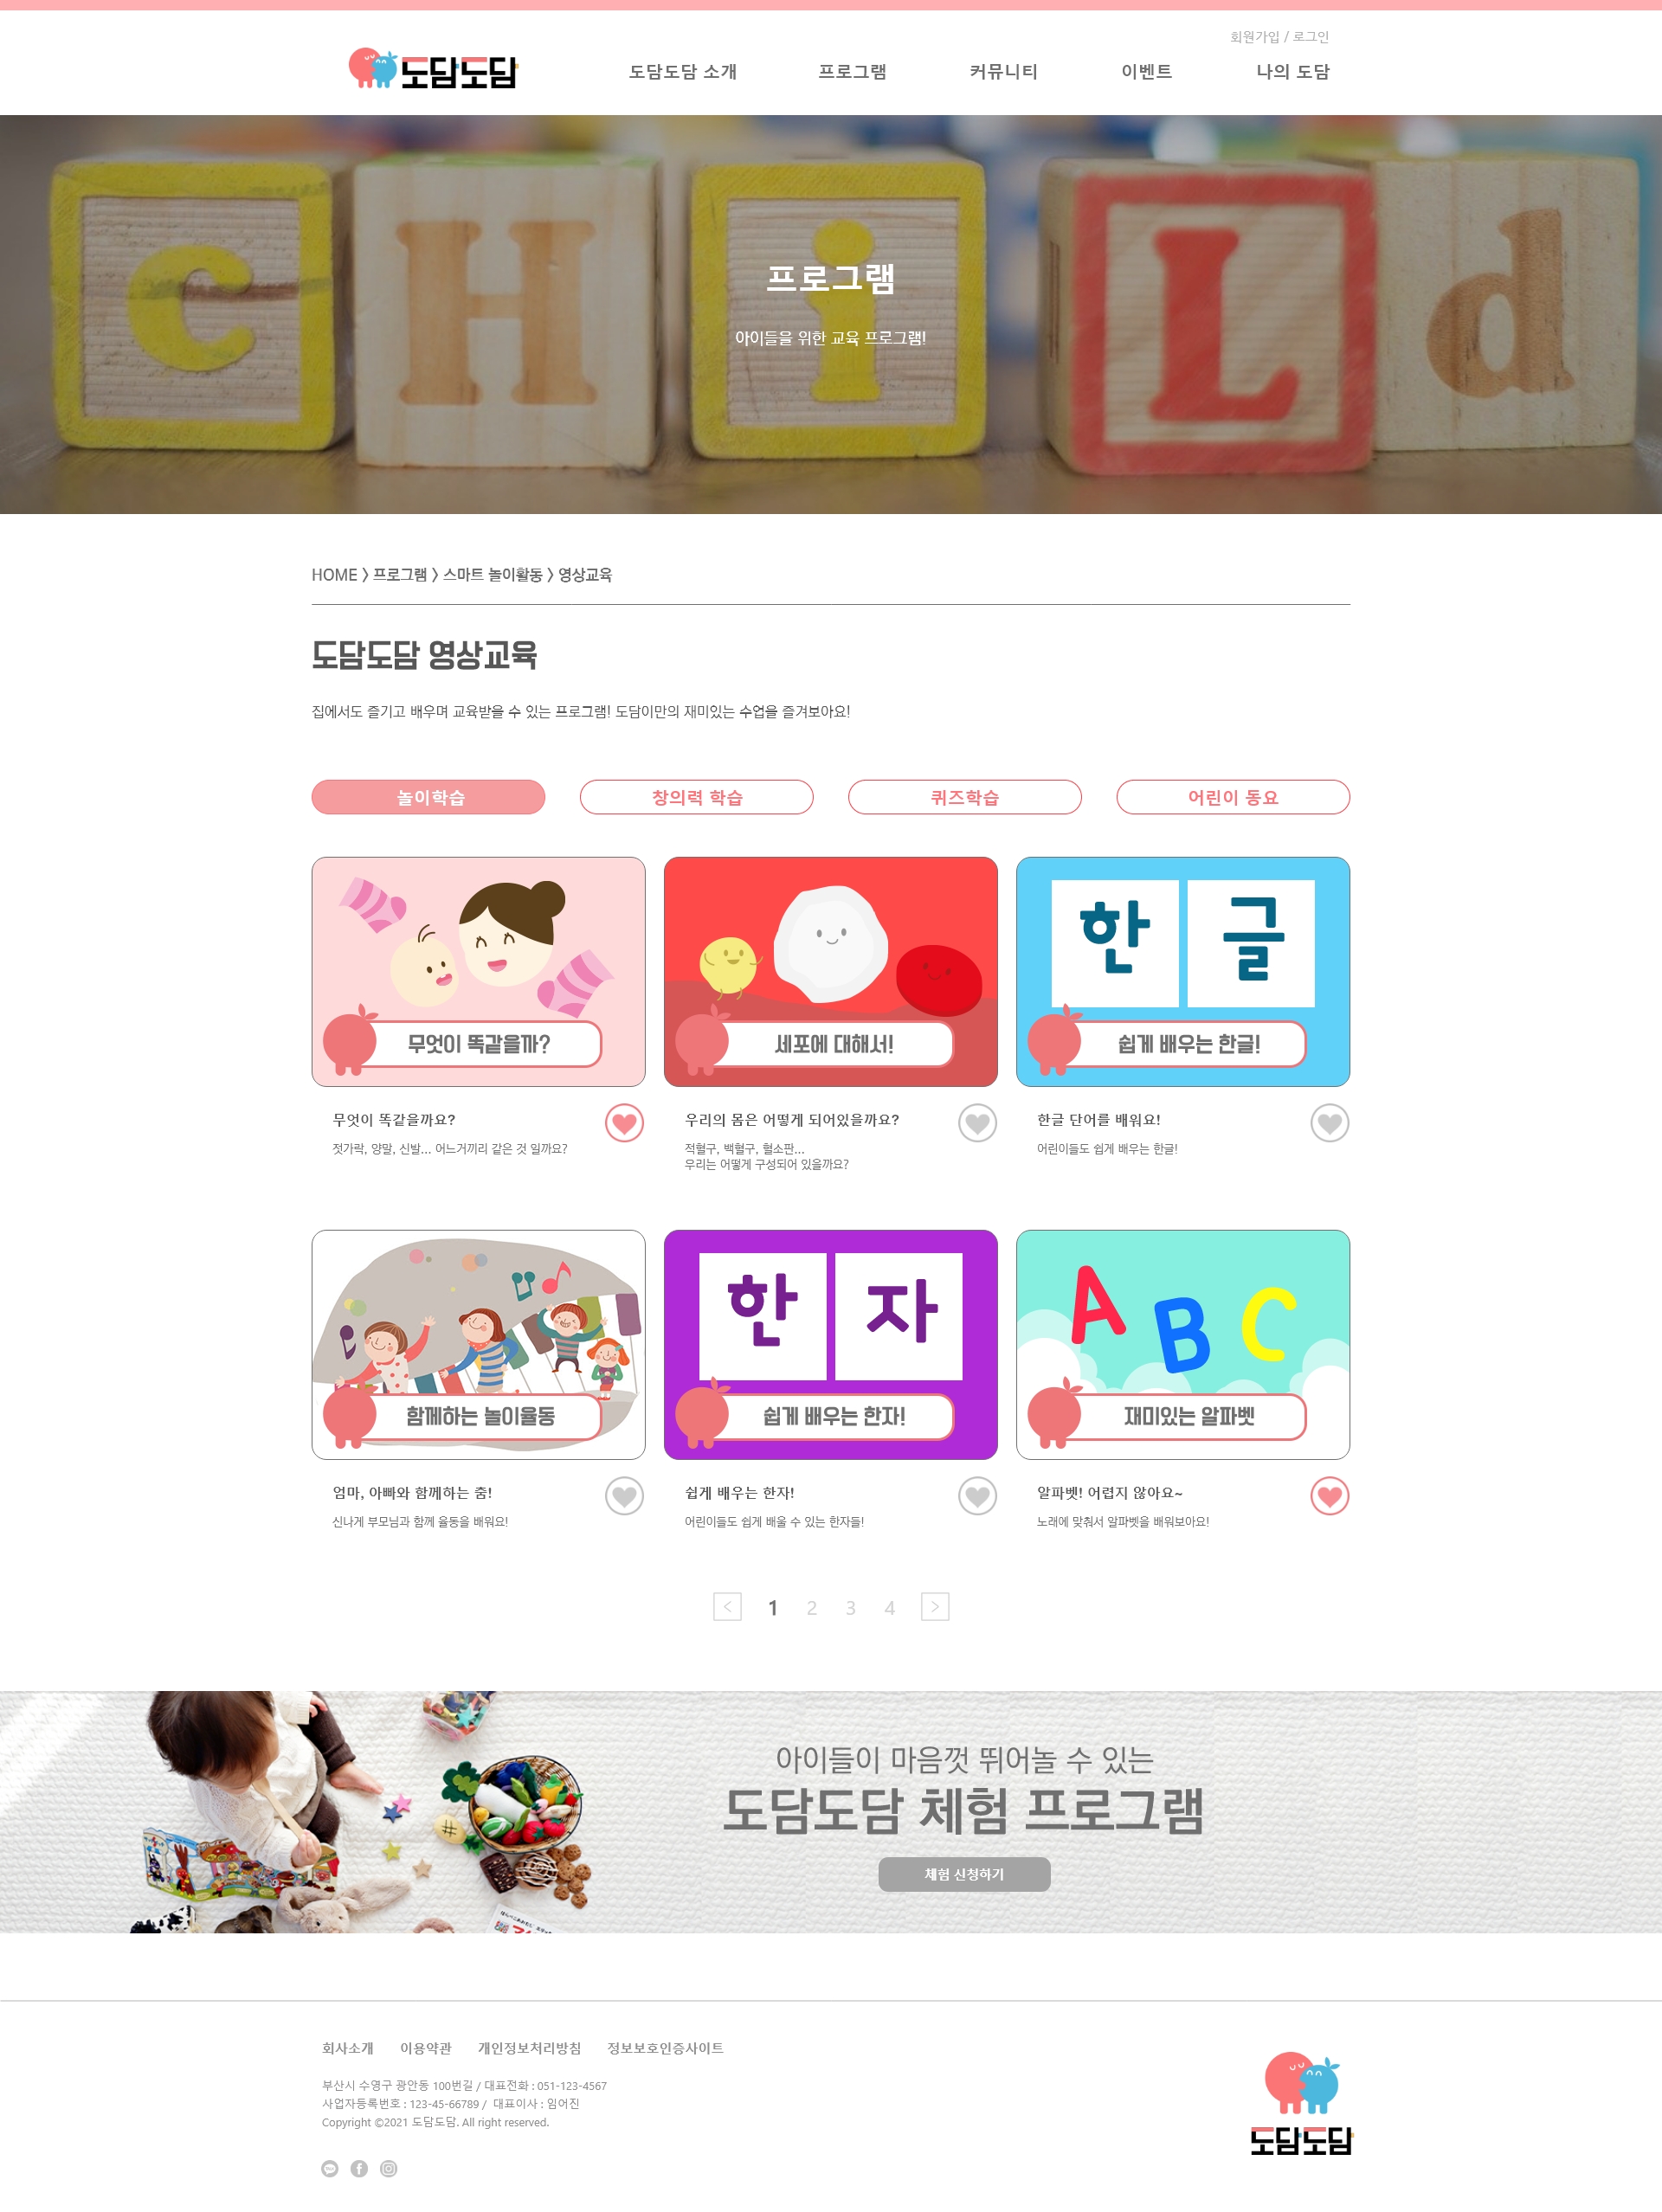 회원가입 / 로그인
도담도담
도담도담 소개
프로그램
커뮤니티
이벤트
나의 도담
c H i L d
프로그램
아이들을 위한 교육 프로그램!
HOME > 프로그램 > 스마트 놀이활동 > 영상교육
도담도담 영상교육
집에서도 즐기고 배우며 교육받을 수 있는 프로그램! 도담이만의 재미있는 수업을 즐겨보아요!
놀이학습
창의력 학습
퀴즈학습
어린이 동요
무엇이 똑같을까?
세포에 대해서!
한 글
쉽게 배우는 한글!
무엇이 똑같을까요?
젓가락, 양말, 신발... 어느거끼리 같은 것 일까요?
우리의 몸은 어떻게 되어있을까요?
적혈구, 백혈구, 혈소판...
우리는 어떻게 구성되어 있을까요?
한글 단어를 배워요!
어린이들도 쉽게 배우는 한글!
함께하는 놀이율동
한 자
쉽게 배우는 한자!
A B C
재미있는 알파벳
엄마, 아빠와 함께하는 춤!
신나게 부모님과 함께 율동을 배워요!
쉽게 배우는 한자!
어린이들도 쉽게 배울 수 있는 한자들!
알파벳! 어렵지 않아요~
노래에 맞춰서 알파벳을 배워보아요!
< 1 2 3 4 >
아이들이 마음껏 뛰어놀 수 있는
도담도담 체험 프로그램
체험 신청하기
회사소개
이용약관
개인정보처리방침
정보보호인증사이트
부산시 수영구 광안동 100번길 / 대표전화 : 051-123-4567
사업자등록번호 : 123-45-66789 / 대표이사 : 임어진
Copyright ©2021 도담도담. All right reserved.
도담도담